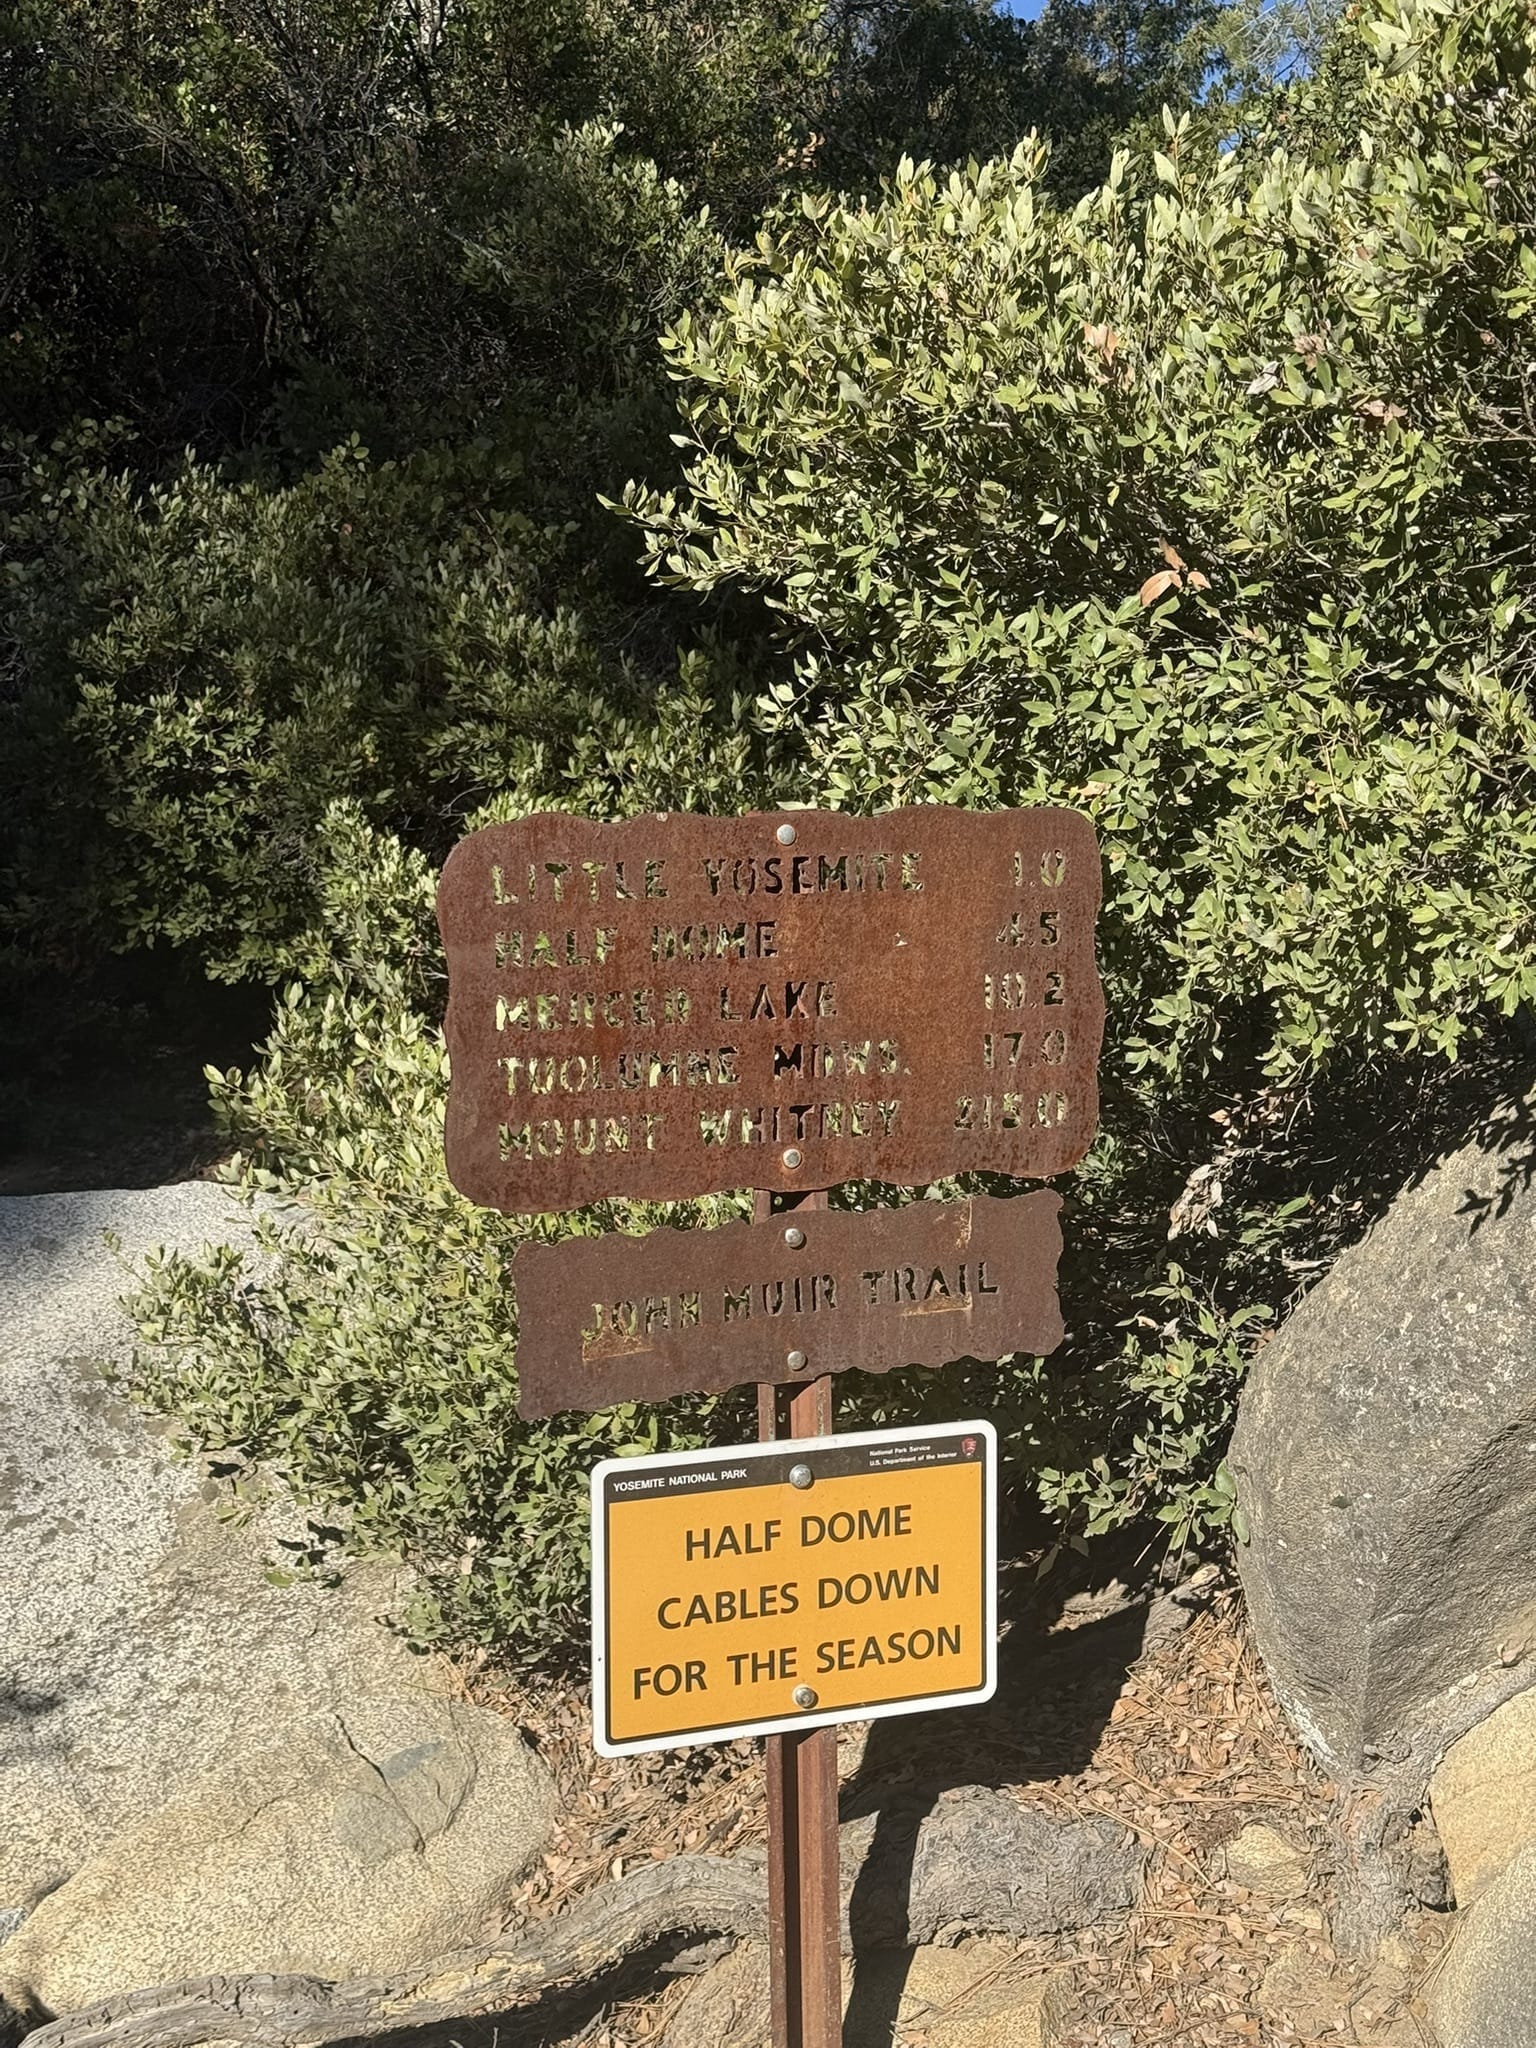 LITTLE YOSEMITE 1.0
HALF DOME 4.5
MERCED LAKE 10.2
TUOLUMNE MDWS. 17.0
MOUNT WHITNEY 215.0
JOHN MUIR TRAIL
YOSEMITE NATIONAL PARK
National Park Service
U.S. Department of the Interior
HALF DOME
CABLES DOWN
FOR THE SEASON